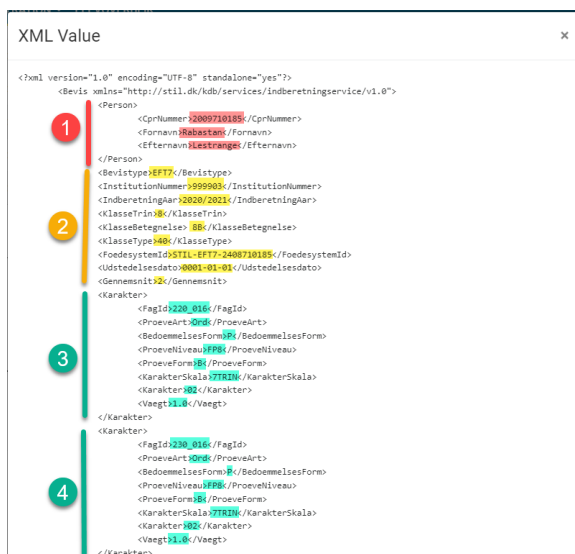 XML Value ×
<?xml version="1.0" encoding="UTF-8" standalone="yes"?>
<Bevis xmlns="http://stil.dk/kdb/services/indberetningservice/v1.0">
<Person>
1
<CprNummer>2009710185</CprNummer>
<Fornavn>Rabastan</Fornavn>
<Efternavn>Lestrange</Efternavn>
</Person>
<Bevistype>EFT7</Bevistype>
<InstitutionNummer>999903</InstitutionNummer>
<IndberetningAar>2020/2021</IndberetningAar>
<KlasseTrin>8</KlasseTrin>
2
<KlasseBetegnelse> 8B</KlasseBetegnelse>
<KlasseType>40</KlasseType>
<FoedesystemId>STIL-EFT7-2408710185</FoedesystemId>
<Udstedelsesdato>0001-01-01</Udstedelsesdato>
<Gennemsnit>2</Gennemsnit>
<Karakter>
<FagId>220_016</FagId>
<ProeveArt>Ord</ProeveArt>
<BedoemmelsesForm>P</BedoemmelsesForm>
3
<ProeveNiveau>FP8</ProeveNiveau>
<ProeveForm>B</ProeveForm>
<KarakterSkala>7TRIN</KarakterSkala>
<Karakter>02</Karakter>
<Vaegt>1.0</Vaegt>
</Karakter>
<Karakter>
<FagId>230_016</FagId>
<ProeveArt>Ord</ProeveArt>
<BedoemmelsesForm>P</BedoemmelsesForm>
4
<ProeveNiveau>FP8</ProeveNiveau>
<ProeveForm>B</ProeveForm>
<KarakterSkala>7TRIN</KarakterSkala>
<Karakter>02</Karakter>
<Vaegt>1.0</Vaegt>
</Karakter>